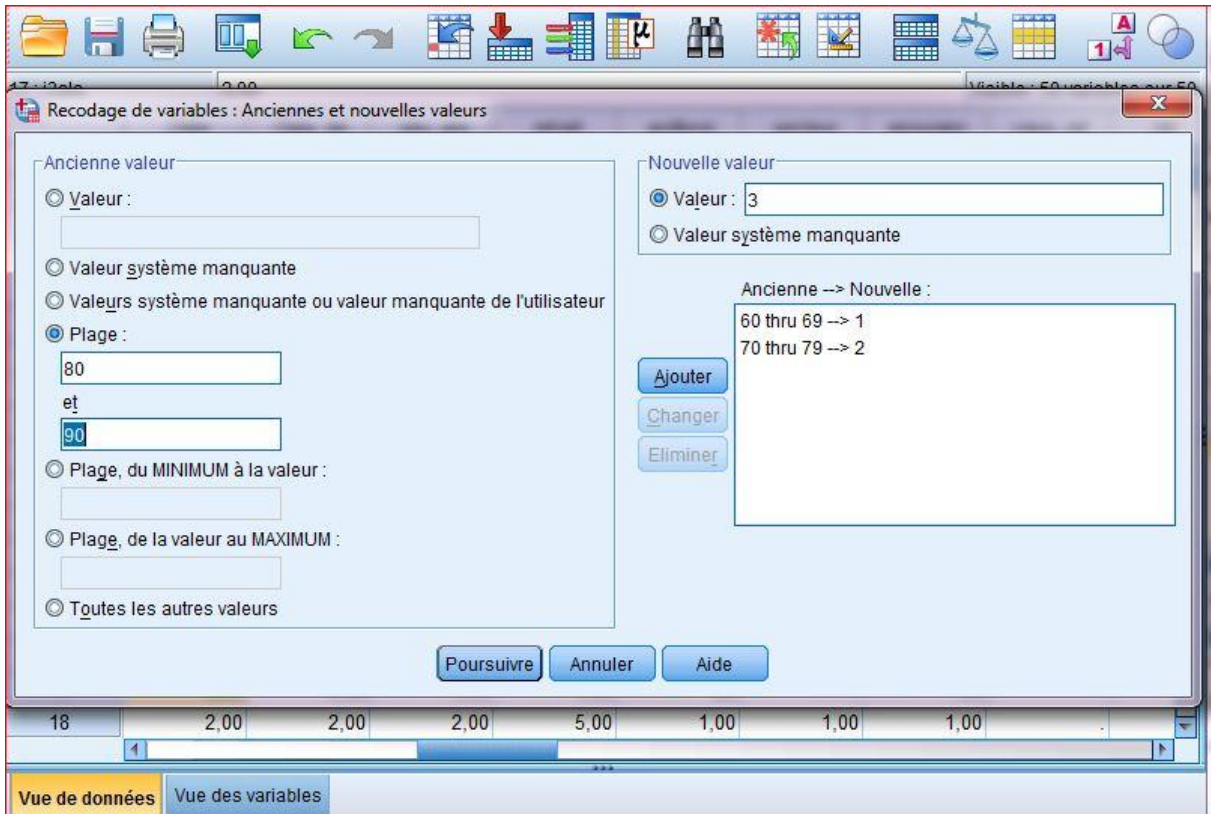 Recodage de variables : Anciennes et nouvelles valeurs
Ancienne valeur
Valeur :
Valeur système manquante
Valeurs système manquante ou valeur manquante de l'utilisateur
Plage :
80
et
90
Plage, du MINIMUM à la valeur :
Plage, de la valeur au MAXIMUM :
Toutes les autres valeurs
Nouvelle valeur
Valeur : 3
Valeur système manquante
Ancienne --> Nouvelle :
60 thru 69 --> 1
70 thru 79 --> 2
Ajouter
Changer
Eliminer
Poursuivre Annuler Aide
18 2,00 2,00 2,00 5,00 1,00 1,00 1,00 .
Vue de données Vue des variables